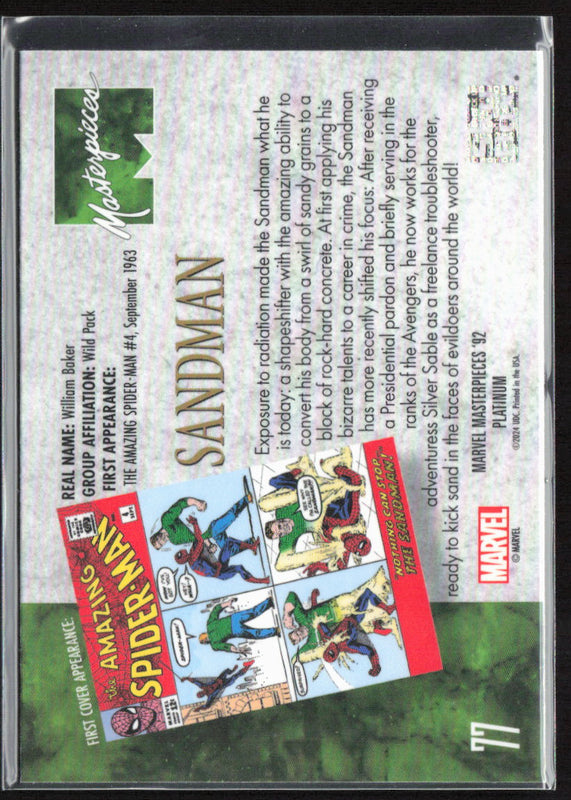 Masterpieces
REAL NAME: William Baker
GROUP AFFILIATION: Wild Pack
FIRST APPEARANCE:
THE AMAZING SPIDER-MAN #4, September 1963
SANDMAN
Exposure to radiation made the Sandman what he
is today: a shapeshifter with the amazing ability to
convert his body from a swirl of sandy grains to a
block of rock-hard concrete. At first applying his
bizarre talents to a career in crime, the Sandman
has more recently shifted his focus: After receiving
a Presidential pardon and briefly serving in the
ranks of the Avengers, he now works for the
adventuress Silver Sable as a freelance troubleshooter,
ready to kick sand in the faces of evildoers around the world!
FIRST COVER APPEARANCE:
MARVEL
COMICS
GROUP 12¢
the AMAZING
SPIDER-MAN
4
SEPT.
NOTHING CAN STOP...
THE SANDMAN!
MARVEL
© MARVEL
MARVEL MASTERPIECES '92
PLATINUM
©2024 UDC. Printed in the USA.
77